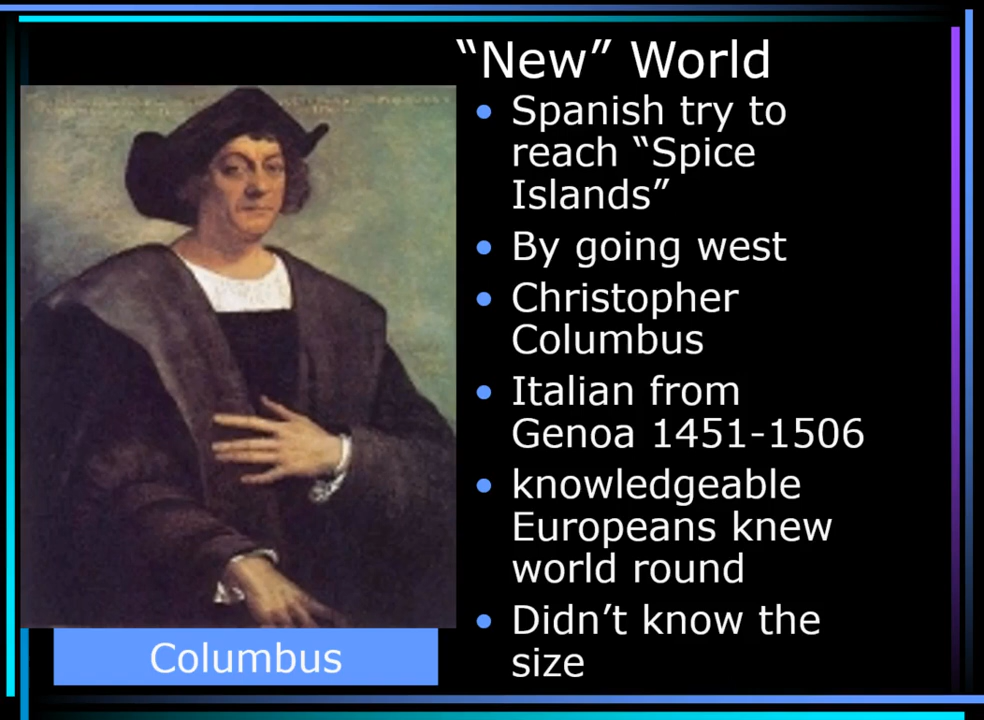 “New” World
• Spanish try to
reach “Spice
Islands”
• By going west
• Christopher
Columbus
• Italian from
Genoa 1451-1506
• knowledgeable
Europeans knew
world round
• Didn’t know the
size
Columbus